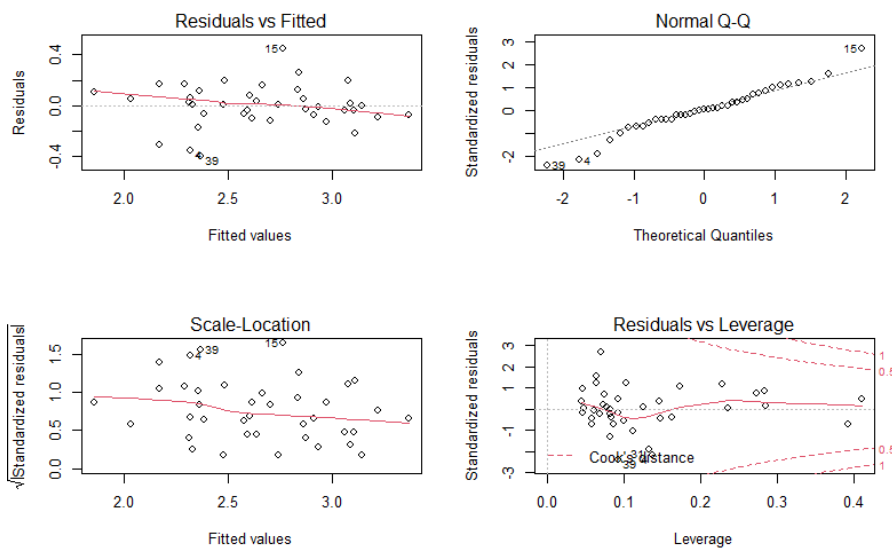 Residuals vs Fitted
Residuals
0.4
0.0
-0.4
15
4
39
2.0 2.5 3.0
Fitted values
Normal Q-Q
Standardized residuals
3
2
1
0
-2
15
39
4
-2 -1 0 1 2
Theoretical Quantiles
Scale-Location
√|Standardized residuals|
1.5
1.0
0.5
0.0
4
39
15
2.0 2.5 3.0
Fitted values
Residuals vs Leverage
Standardized residuals
3
2
1
-1
-3
1
0.5
0.5
1
Cook's distance
31
39
4
0.0 0.1 0.2 0.3 0.4
Leverage